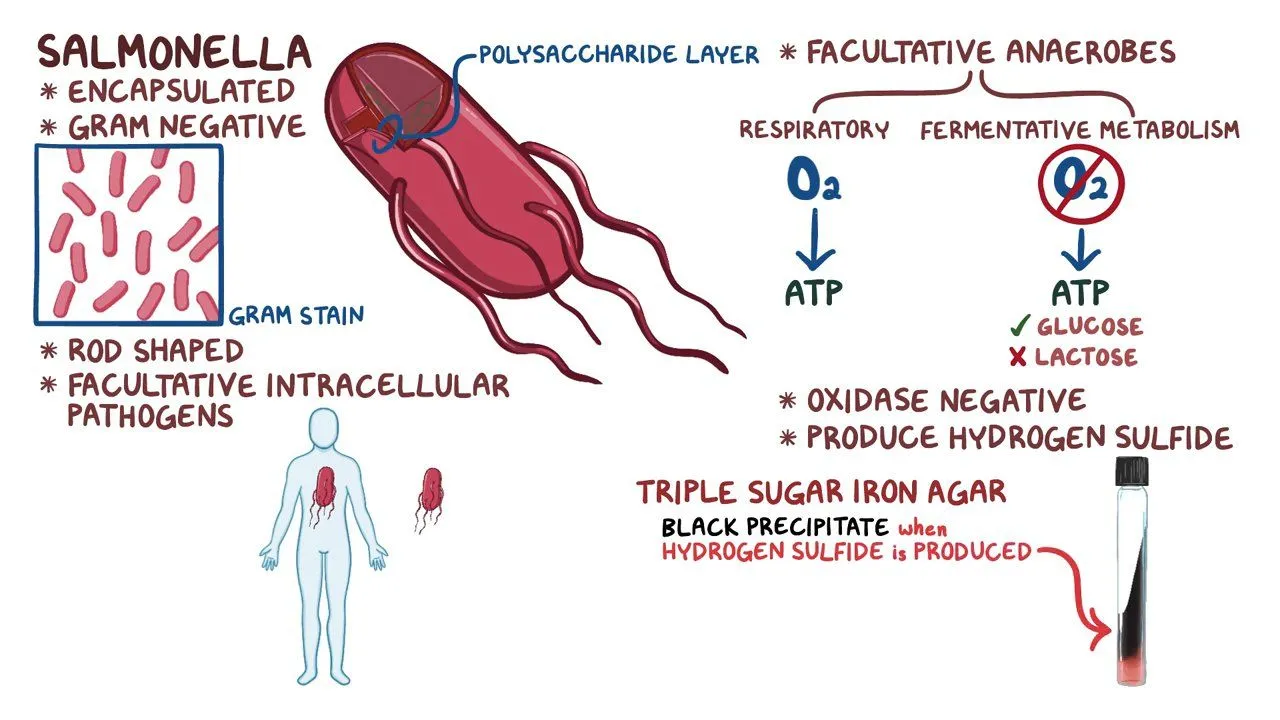 SALMONELLA
* ENCAPSULATED
* GRAM NEGATIVE
GRAM STAIN
* ROD SHAPED
* FACULTATIVE INTRACELLULAR
PATHOGENS
POLYSACCHARIDE LAYER
* FACULTATIVE ANAEROBES
RESPIRATORY
O2
ATP
FERMENTATIVE METABOLISM
O2
ATP
✓ GLUCOSE
X LACTOSE
* OXIDASE NEGATIVE
* PRODUCE HYDROGEN SULFIDE
TRIPLE SUGAR IRON AGAR
BLACK PRECIPITATE when
HYDROGEN SULFIDE is PRODUCED